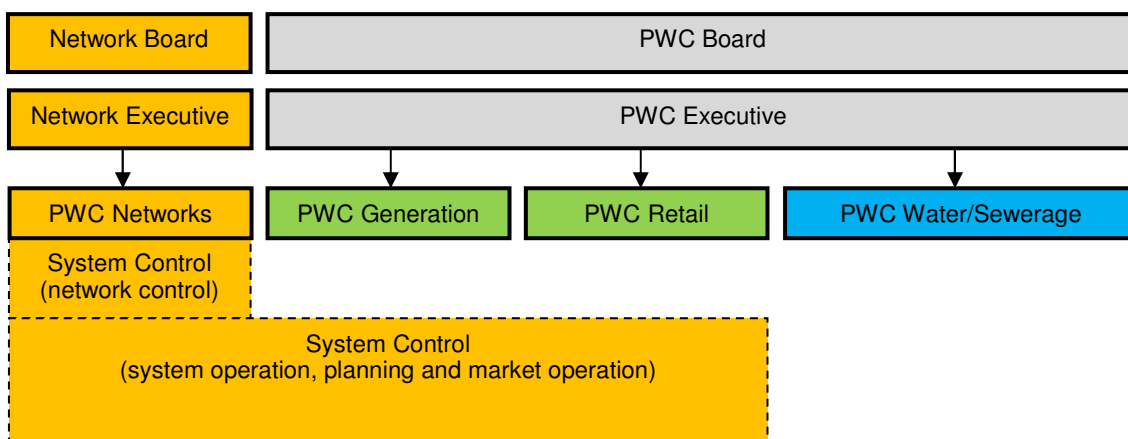 Network Board
PWC Board
Network Executive
PWC Executive
PWC Networks
PWC Generation
PWC Retail
PWC Water/Sewerage
System Control
(network control)
System Control
(system operation, planning and market operation)